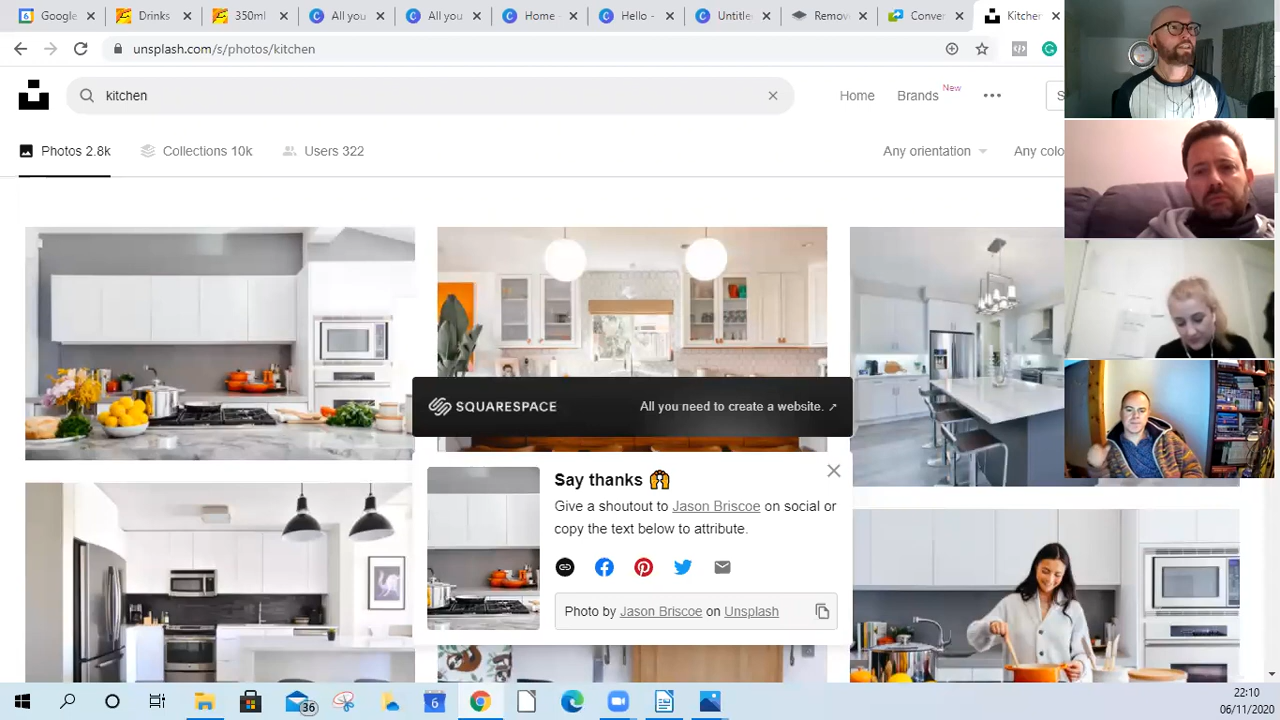 Google
Drinks
350ml
All you
All you
Home -
Hello -
Untitle
Remov
Conver
Kitche
unsplash.com/s/photos/kitchen
kitchen
Home
Brands
New
Photos 2.8k
Collections 10k
Users 322
Any orientation
Any colo
SQUARESPACE
All you need to create a website. ↗
Say thanks 🙌
Give a shoutout to Jason Briscoe on social or
copy the text below to attribute.
Photo by Jason Briscoe on Unsplash
36
6
22:10
06/11/2020